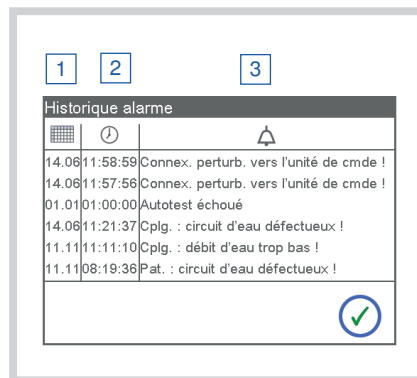 1 2 3
Historique alarme
14.06 11:58:59 Connex. perturb. vers l'unité de cmde !
14.06 11:57:56 Connex. perturb. vers l'unité de cmde !
01.01 01:00:00 Autotest échoué
14.06 11:21:37 Cplg. : circuit d'eau défectueux !
11.11 11:11:10 Cplg. : débit d'eau trop bas !
11.11 08:19:36 Pat. : circuit d'eau défectueux !